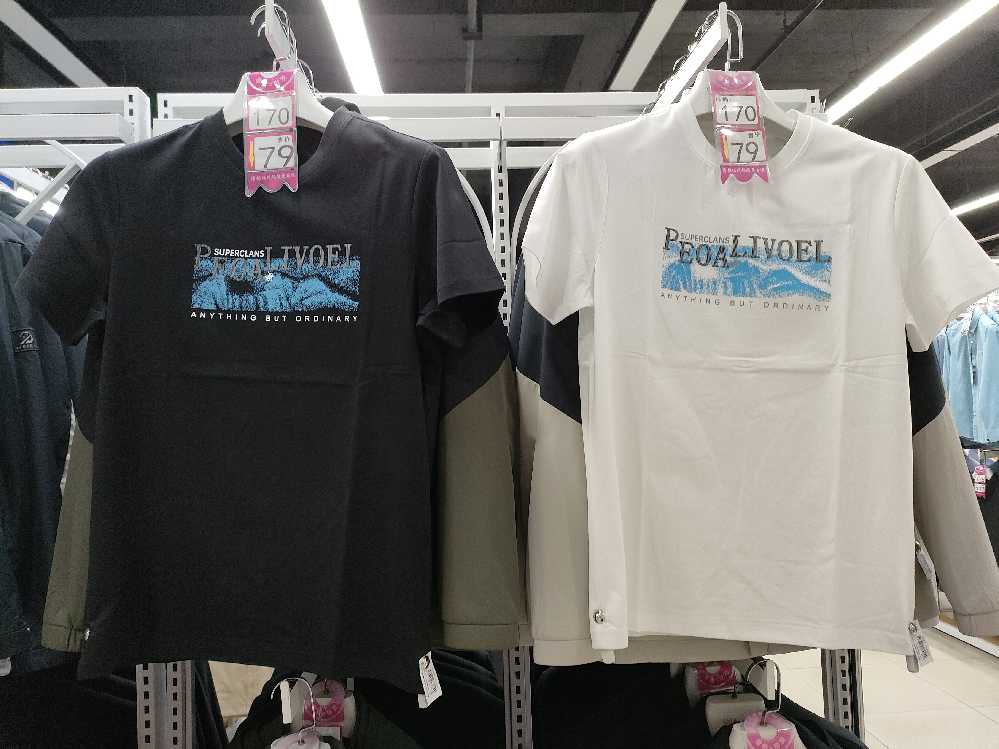 170
79
SUPERCLANS
PEOALIVOEL
ANYTHING BUT ORDINARY
170
79
SUPERCLANS
PEOALIVOEL
ANYTHING BUT ORDINARY